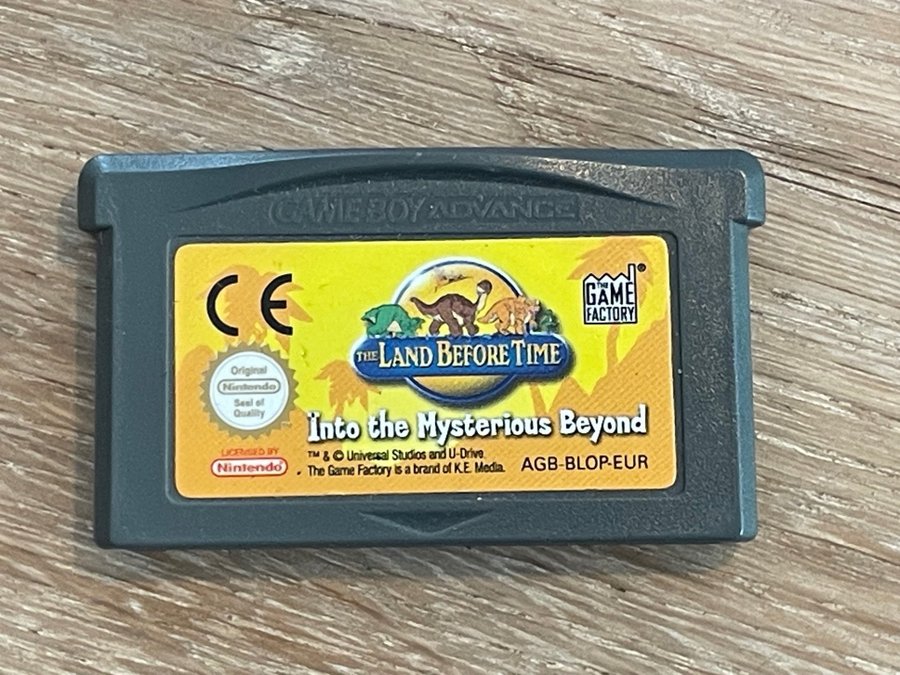 GAME BOY ADVANCE
CE
THE GAME FACTORY ®
THE LAND BEFORE TIME
Original
Nintendo
Seal of
Quality
Into the Mysterious Beyond
LICENSED BY
Nintendo
™ & © Universal Studios and U-Drive.
The Game Factory is a brand of K.E. Media.
AGB-BLOP-EUR